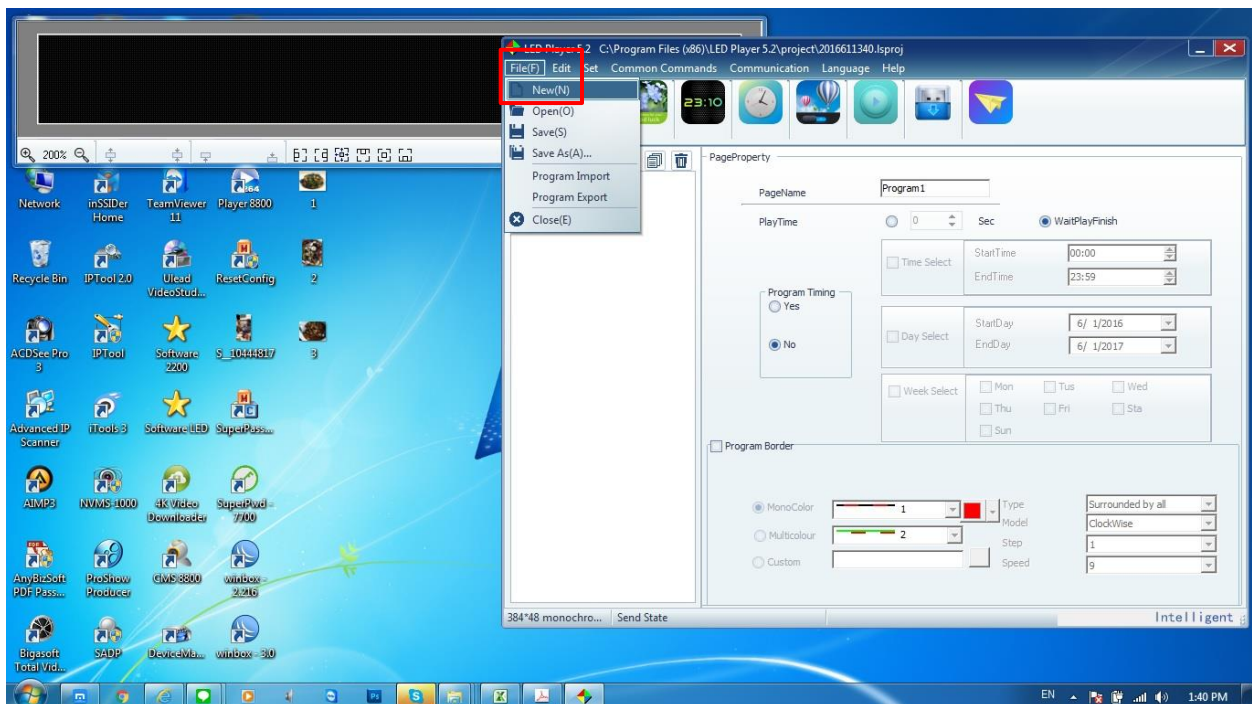 LED Player 5.2 C:\Program Files (x86)\LED Player 5.2\project\2016611340.lsproj
File(F) Edit Set Common Commands Communication Language Help
New(N)
Open(O)
Save(S)
Save As(A)...
Program Import
Program Export
Close(E)
23:10
200%
PageProperty
PageName Program1
PlayTime 0 Sec WaitPlayFinish
Time Select
StartTime 00:00
EndTime 23:59
Program Timing
Yes
No
Day Select
StartDay 6/ 1/2016
EndDay 6/ 1/2017
Week Select
Mon Tus Wed
Thu Fri Sta
Sun
Program Border
MonoColor 1
Multicolour 2
Custom
Type Surrounded by all
Model ClockWise
Step 1
Speed 9
384*48 monochro... Send State
Intelligent
Network
inSSIDer Home
TeamViewer 11
Player 8800
1
Recycle Bin
IPTool 2.0
Ulead VideoStud...
ResetConfig
2
ACDSee Pro 3
IPTool
Software 2200
S_10444817
3
Advanced IP Scanner
iTools 3
Software LED
SuperPass...
AIMP3
NVMS-1000
4K Video Downloader
SuperPwd - 7700
AnyBizSoft PDF Pass...
ProShow Producer
GMS 8800
winbox - 2.216
Bigasoft Total Vid...
SADP
DeviceMa...
winbox - 3.0
EN
1:40 PM